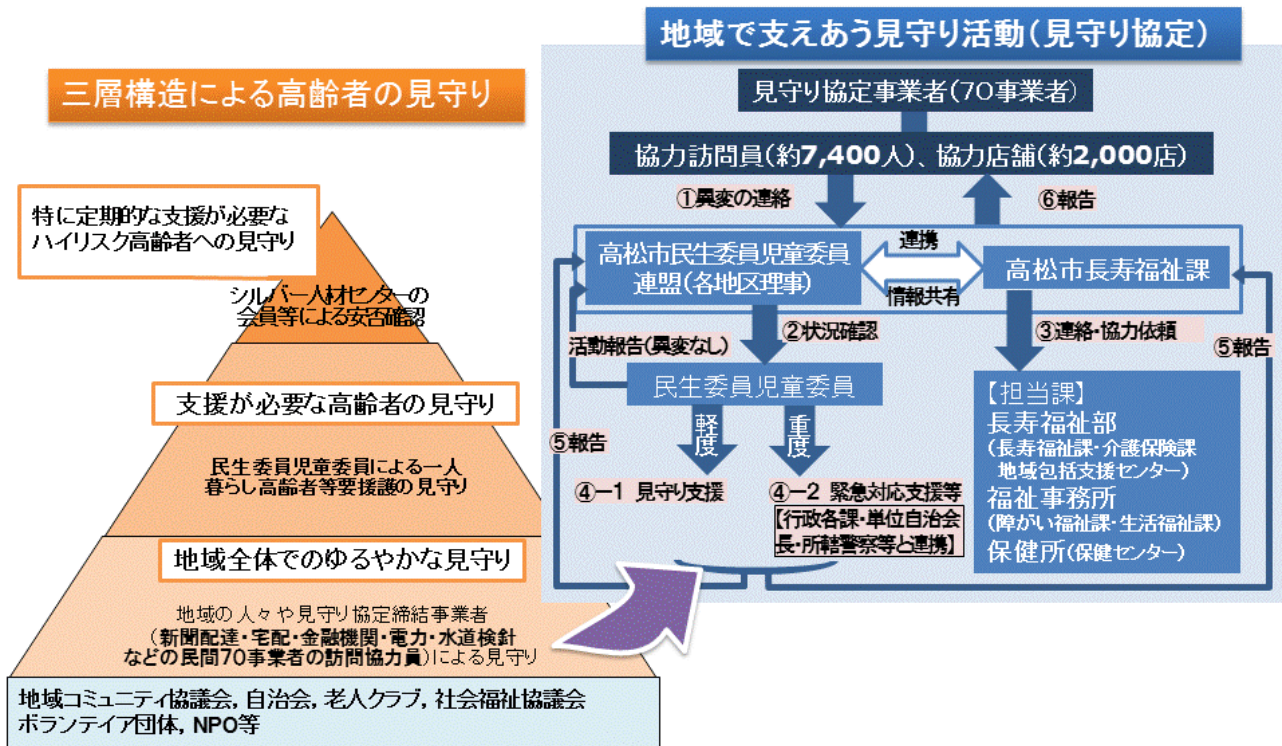 三層構造による高齢者の見守り
特に定期的な支援が必要な
ハイリスク高齢者への見守り
シルバー人材センターの
会員等による安否確認
支援が必要な高齢者の見守り
民生委員児童委員による一人
暮らし高齢者等要援護の見守り
地域全体でのゆるやかな見守り
地域の人々や見守り協定締結事業者
(新聞配達・宅配・金融機関・電力・水道検針
などの民間70事業者の訪問協力員)による見守り
地域コミュニティ協議会, 自治会, 老人クラブ, 社会福祉協議会
ボランテイア団体, NPO等
地域で支えあう見守り活動(見守り協定)
見守り協定事業者(70事業者)
協力訪問員(約7,400人)、協力店舗(約2,000店)
①異変の連絡
⑥報告
高松市民生委員児童委員
連盟(各地区理事)
連携
情報共有
高松市長寿福祉課
活動報告(異変なし)
②状況確認
③連絡・協力依頼
⑤報告
民生委員児童委員
軽度
重度
⑤報告
④-1 見守り支援
④-2 緊急対応支援等
【行政各課・単位自治会
長・所轄警察等と連携】
【担当課】
長寿福祉部
(長寿福祉課・介護保険課
地域包括支援センター)
福祉事務所
(障がい福祉課・生活福祉課)
保健所(保健センター)